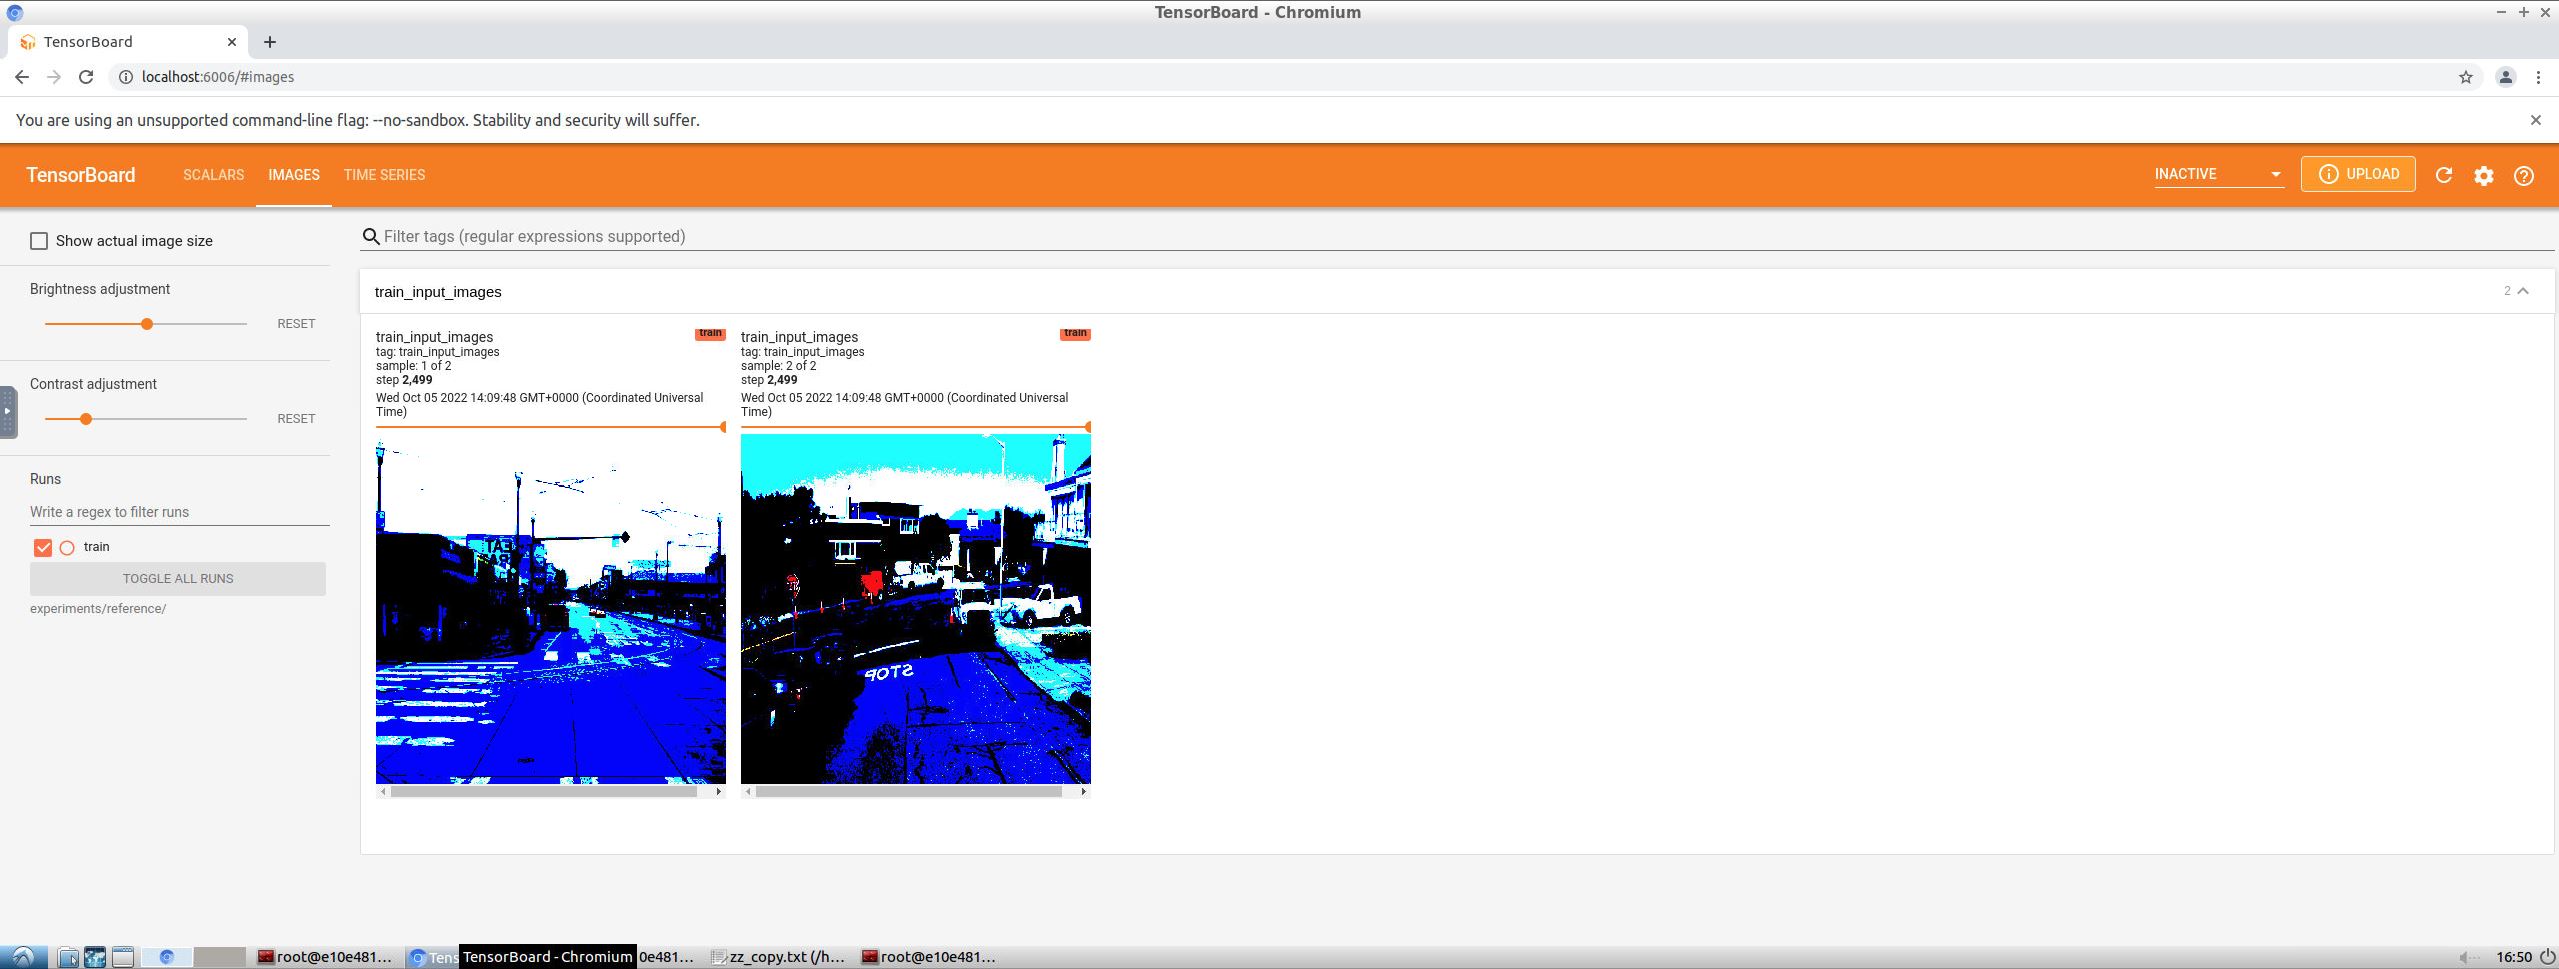 TensorBoard - Chromium
TensorBoard
localhost:6006/#images
You are using an unsupported command-line flag: --no-sandbox. Stability and security will suffer.
TensorBoard
SCALARS
IMAGES
TIME SERIES
INACTIVE
UPLOAD
Show actual image size
Filter tags (regular expressions supported)
Brightness adjustment
RESET
Contrast adjustment
RESET
Runs
Write a regex to filter runs
train
TOGGLE ALL RUNS
experiments/reference/
train_input_images
2
train_input_images
train
tag: train_input_images
sample: 1 of 2
step 2,499
Wed Oct 05 2022 14:09:48 GMT+0000 (Coordinated Universal
Time)
train_input_images
train
tag: train_input_images
sample: 2 of 2
step 2,499
Wed Oct 05 2022 14:09:48 GMT+0000 (Coordinated Universal
Time)
STOP
root@e10e481...
Tens
TensorBoard - Chromium
0e481...
zz_copy.txt (/h...
root@e10e481...
16:50